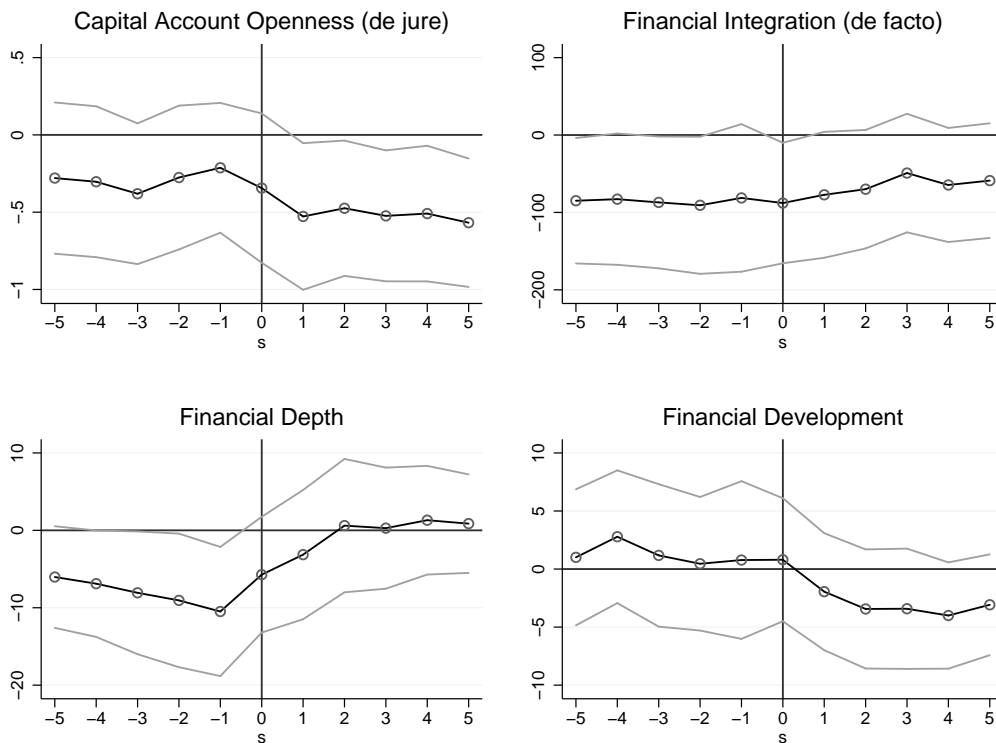 Capital Account Openness (de jure)
.5
0
−.5
−1
−5 −4 −3 −2 −1 0 1 2 3 4 5
s
Financial Integration (de facto)
100
0
−100
−200
−5 −4 −3 −2 −1 0 1 2 3 4 5
s
Financial Depth
10
0
−10
−20
−5 −4 −3 −2 −1 0 1 2 3 4 5
s
Financial Development
10
5
0
−5
−10
−5 −4 −3 −2 −1 0 1 2 3 4 5
s